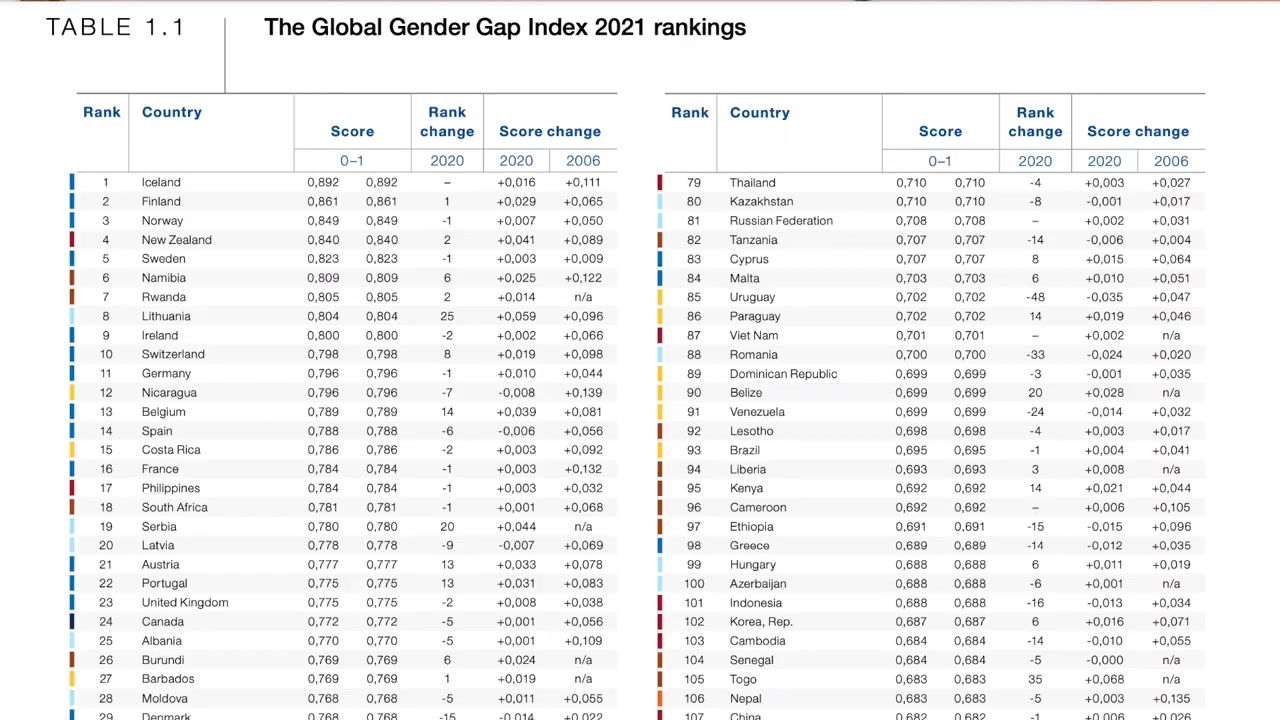 TABLE 1.1
The Global Gender Gap Index 2021 rankings
Rank Country Score Rank change Score change
0–1 2020 2020 2006
1 Iceland 0,892 0,892 – +0,016 +0,111
2 Finland 0,861 0,861 1 +0,029 +0,065
3 Norway 0,849 0,849 -1 +0,007 +0,050
4 New Zealand 0,840 0,840 2 +0,041 +0,089
5 Sweden 0,823 0,823 -1 +0,003 +0,009
6 Namibia 0,809 0,809 6 +0,025 +0,122
7 Rwanda 0,805 0,805 2 +0,014 n/a
8 Lithuania 0,804 0,804 25 +0,059 +0,096
9 Ireland 0,800 0,800 -2 +0,002 +0,066
10 Switzerland 0,798 0,798 8 +0,019 +0,098
11 Germany 0,796 0,796 -1 +0,010 +0,044
12 Nicaragua 0,796 0,796 -7 -0,008 +0,139
13 Belgium 0,789 0,789 14 +0,039 +0,081
14 Spain 0,788 0,788 -6 -0,006 +0,056
15 Costa Rica 0,786 0,786 -2 +0,003 +0,092
16 France 0,784 0,784 -1 +0,003 +0,132
17 Philippines 0,784 0,784 -1 +0,003 +0,032
18 South Africa 0,781 0,781 -1 +0,001 +0,068
19 Serbia 0,780 0,780 20 +0,044 n/a
20 Latvia 0,778 0,778 -9 -0,007 +0,069
21 Austria 0,777 0,777 13 +0,033 +0,078
22 Portugal 0,775 0,775 13 +0,031 +0,083
23 United Kingdom 0,775 0,775 -2 +0,008 +0,038
24 Canada 0,772 0,772 -5 +0,001 +0,056
25 Albania 0,770 0,770 -5 +0,001 +0,109
26 Burundi 0,769 0,769 6 +0,024 n/a
27 Barbados 0,769 0,769 1 +0,019 n/a
28 Moldova 0,768 0,768 -5 +0,011 +0,055
29 Denmark 0,768 0,768 -15 -0,014 +0,022
Rank Country Score Rank change Score change
0–1 2020 2020 2006
79 Thailand 0,710 0,710 -4 +0,003 +0,027
80 Kazakhstan 0,710 0,710 -8 -0,001 +0,017
81 Russian Federation 0,708 0,708 – +0,002 +0,031
82 Tanzania 0,707 0,707 -14 -0,006 +0,004
83 Cyprus 0,707 0,707 8 +0,015 +0,064
84 Malta 0,703 0,703 6 +0,010 +0,051
85 Uruguay 0,702 0,702 -48 -0,035 +0,047
86 Paraguay 0,702 0,702 14 +0,019 +0,046
87 Viet Nam 0,701 0,701 – +0,002 n/a
88 Romania 0,700 0,700 -33 -0,024 +0,020
89 Dominican Republic 0,699 0,699 -3 -0,001 +0,035
90 Belize 0,699 0,699 20 +0,028 n/a
91 Venezuela 0,699 0,699 -24 -0,014 +0,032
92 Lesotho 0,698 0,698 -4 +0,003 +0,017
93 Brazil 0,695 0,695 -1 +0,004 +0,041
94 Liberia 0,693 0,693 3 +0,008 n/a
95 Kenya 0,692 0,692 14 +0,021 +0,044
96 Cameroon 0,692 0,692 – +0,006 +0,105
97 Ethiopia 0,691 0,691 -15 -0,015 +0,096
98 Greece 0,689 0,689 -14 -0,012 +0,035
99 Hungary 0,688 0,688 6 +0,011 +0,019
100 Azerbaijan 0,688 0,688 -6 +0,001 n/a
101 Indonesia 0,688 0,688 -16 -0,013 +0,034
102 Korea, Rep. 0,687 0,687 6 +0,016 +0,071
103 Cambodia 0,684 0,684 -14 -0,010 +0,055
104 Senegal 0,684 0,684 -5 -0,000 n/a
105 Togo 0,683 0,683 35 +0,068 n/a
106 Nepal 0,683 0,683 -5 +0,003 +0,135
107 China 0,682 0,682 -1 +0,006 +0,026